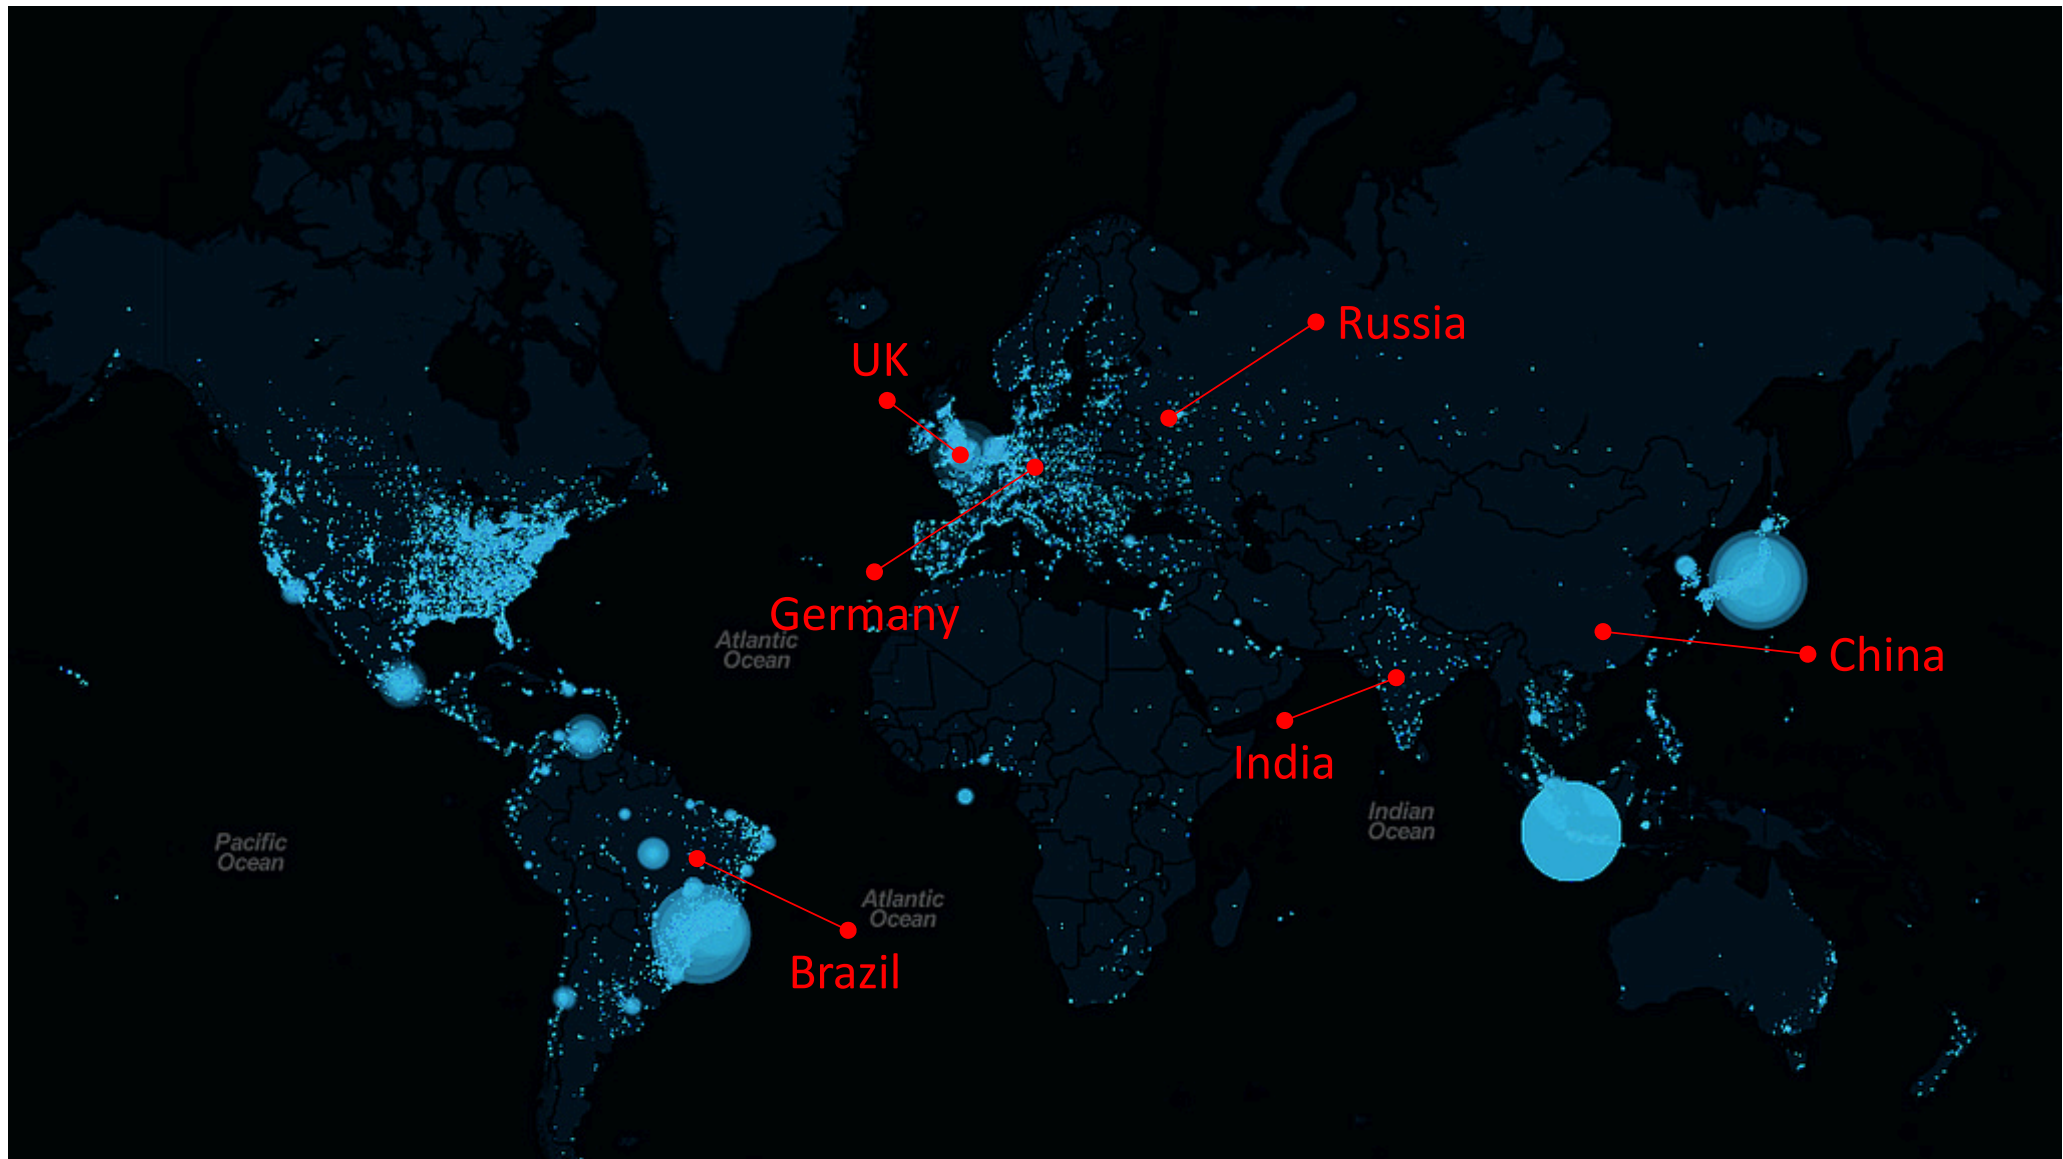 Russia
UK
Germany
Atlantic
Ocean
China
India
Indian
Ocean
Pacific
Ocean
Atlantic
Ocean
Brazil